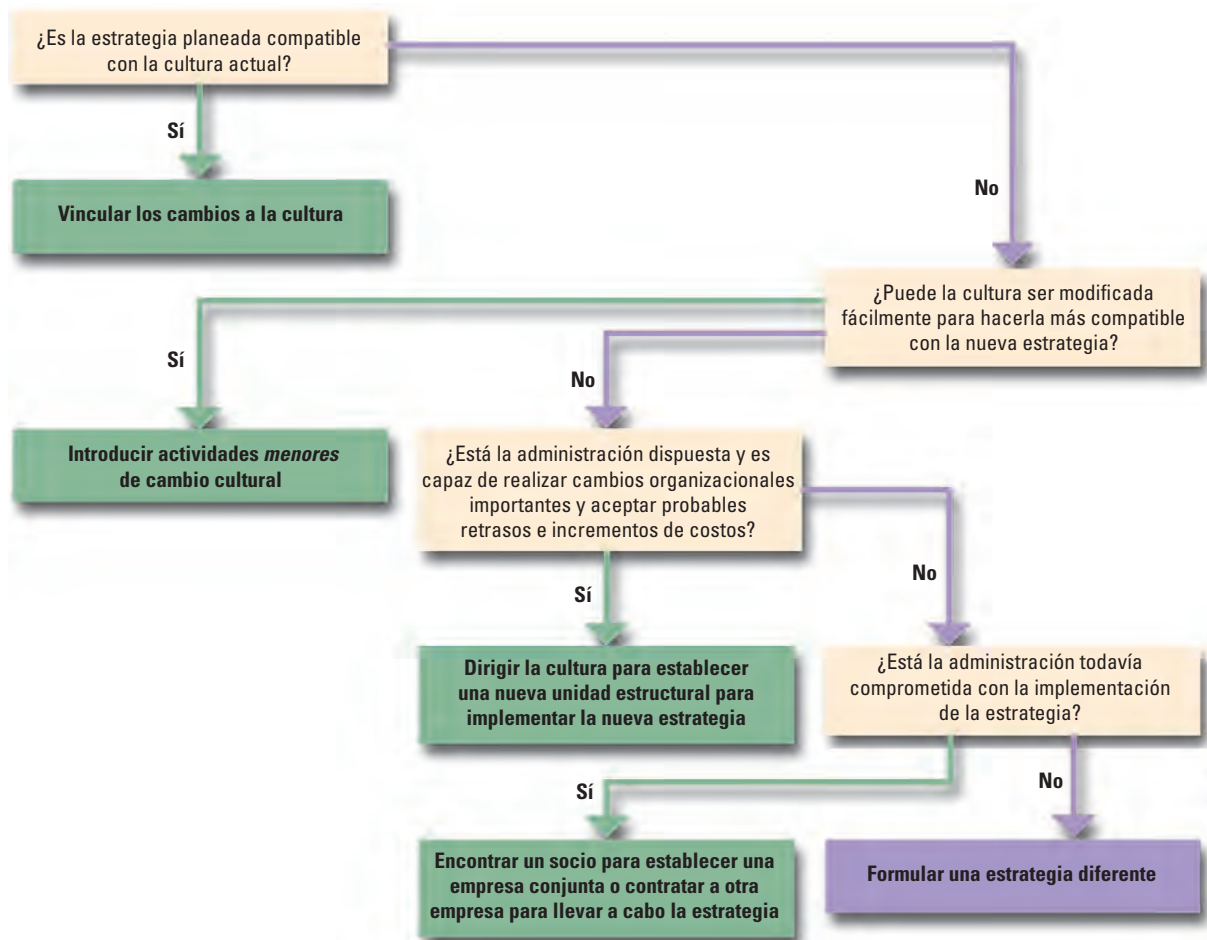 ¿Es la estrategia planeada compatible
con la cultura actual?
Sí
No
Vincular los cambios a la cultura
¿Puede la cultura ser modificada
fácilmente para hacerla más compatible
con la nueva estrategia?
Sí
No
Introducir actividades menores
de cambio cultural
¿Está la administración dispuesta y es
capaz de realizar cambios organizacionales
importantes y aceptar probables
retrasos e incrementos de costos?
Sí
No
Dirigir la cultura para establecer
una nueva unidad estructural para
implementar la nueva estrategia
¿Está la administración todavía
comprometida con la implementación
de la estrategia?
Sí
No
Encontrar un socio para establecer una
empresa conjunta o contratar a otra
empresa para llevar a cabo la estrategia
Formular una estrategia diferente